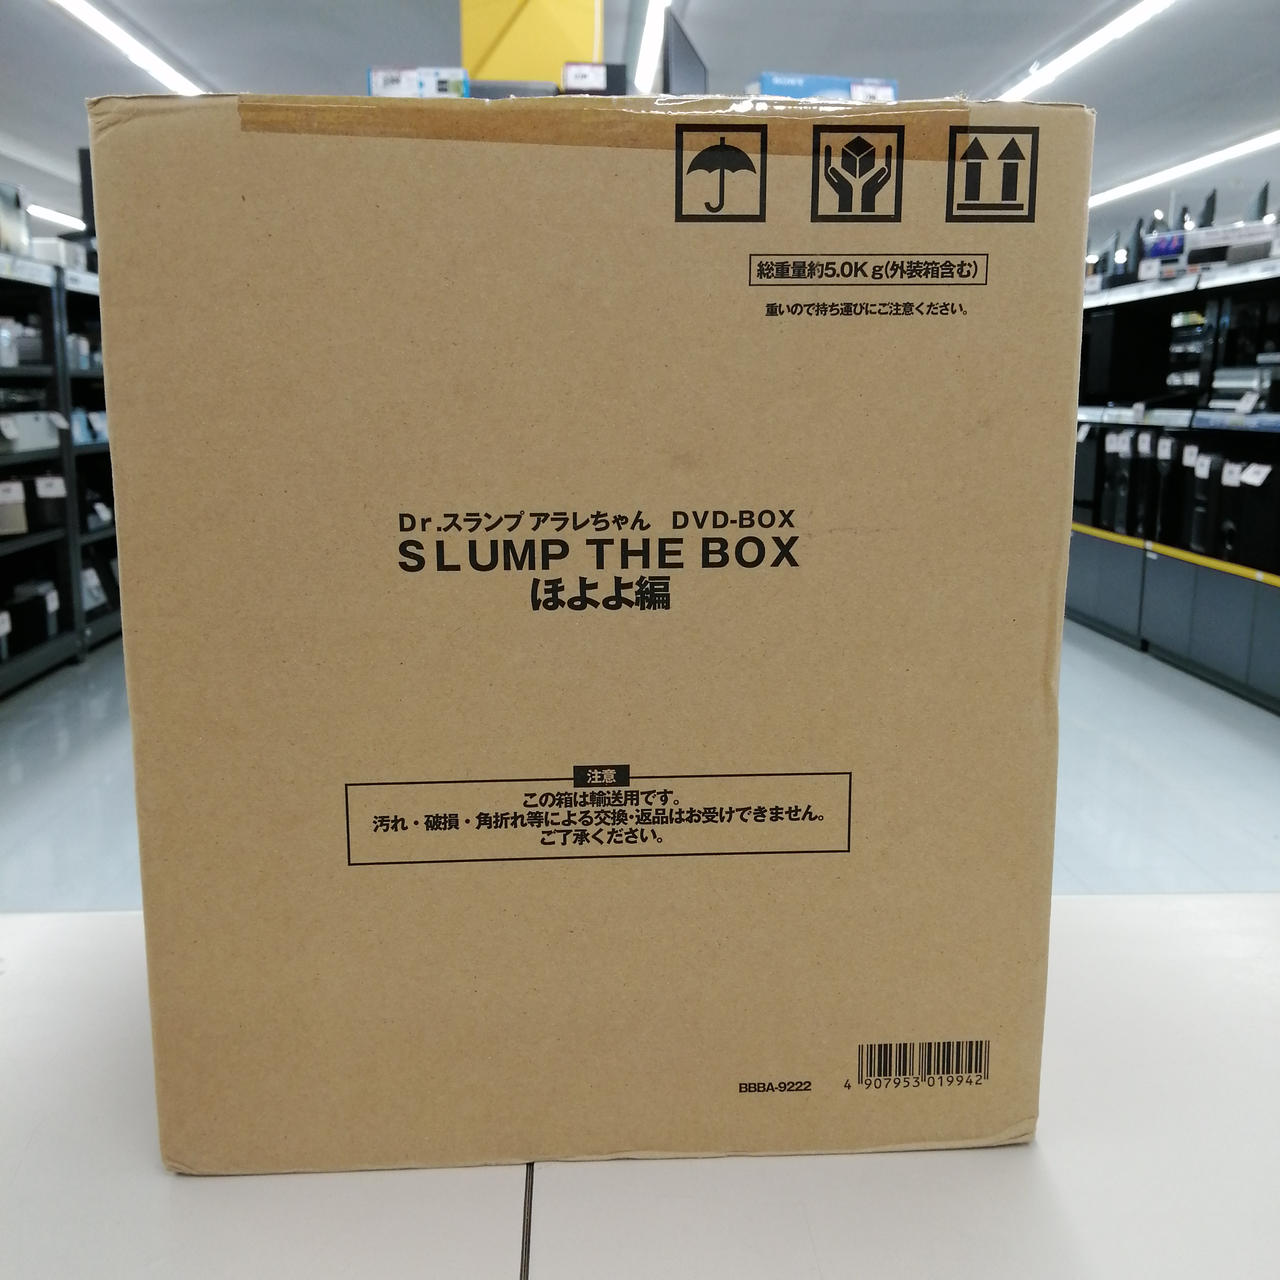 総重量約5.0Kg(外装箱含む)
重いので持ち運びにご注意ください。
Dr.スランプ アラレちゃん DVD-BOX
SLUMP THE BOX
ほよよ編
注意
この箱は輸送用です。
汚れ・破損・角折れ等による交換・返品はお受けできません。
ご了承ください。
BBBA-9222
4 907953 019942
SONY